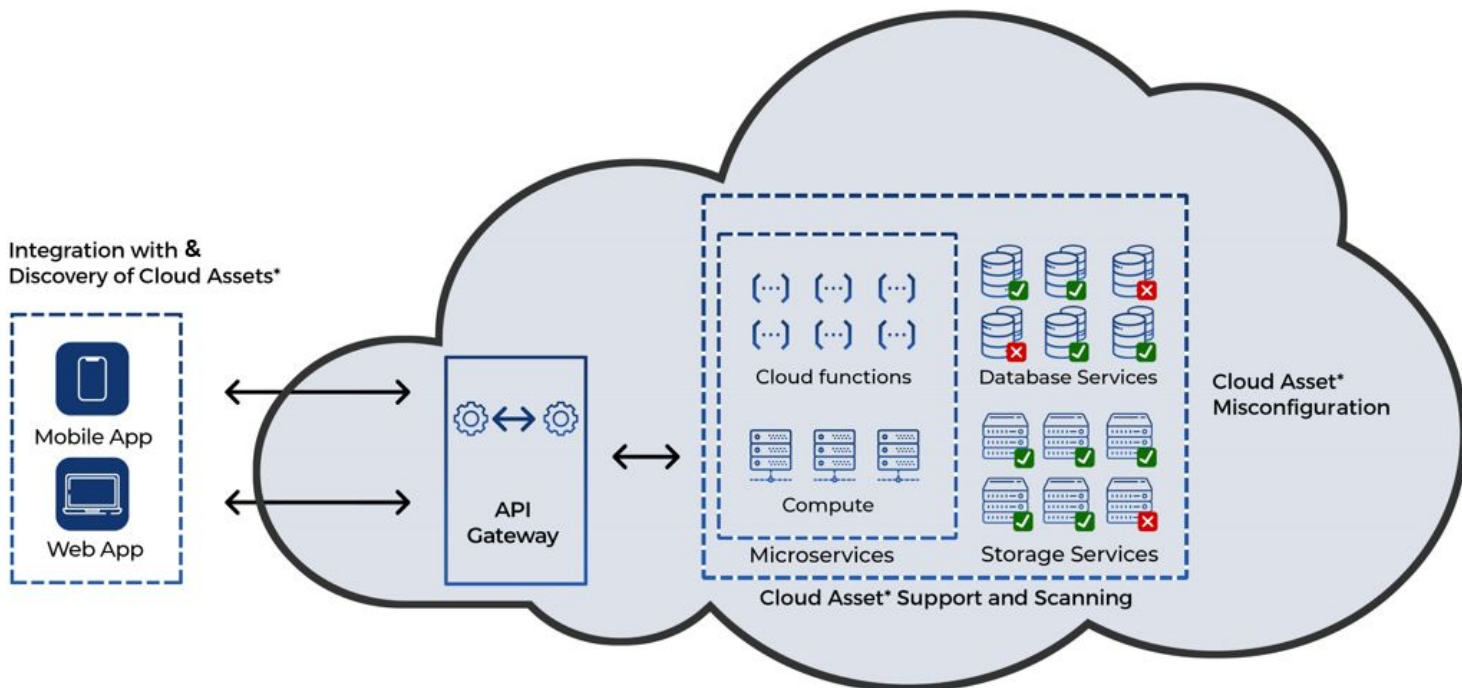 Integration with &
Discovery of Cloud Assets*
Mobile App
Web App
API
Gateway
Cloud functions
Compute
Microservices
Database Services
Storage Services
Cloud Asset* Support and Scanning
Cloud Asset*
Misconfiguration